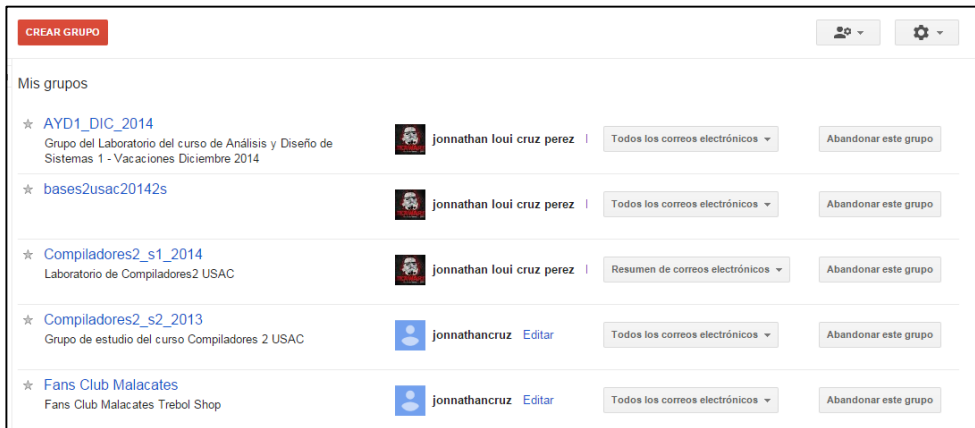 CREAR GRUPO
Mis grupos
AYD1_DIC_2014
Grupo del Laboratorio del curso de Análisis y Diseño de
Sistemas 1 - Vacaciones Diciembre 2014
jonnathan loui cruz perez
Todos los correos electrónicos
Abandonar este grupo
bases2usac20142s
jonnathan loui cruz perez
Todos los correos electrónicos
Abandonar este grupo
Compiladores2_s1_2014
Laboratorio de Compiladores2 USAC
jonnathan loui cruz perez
Resumen de correos electrónicos
Abandonar este grupo
Compiladores2_s2_2013
Grupo de estudio del curso Compiladores 2 USAC
jonnathancruz Editar
Todos los correos electrónicos
Abandonar este grupo
Fans Club Malacates
Fans Club Malacates Trebol Shop
jonnathancruz Editar
Todos los correos electrónicos
Abandonar este grupo